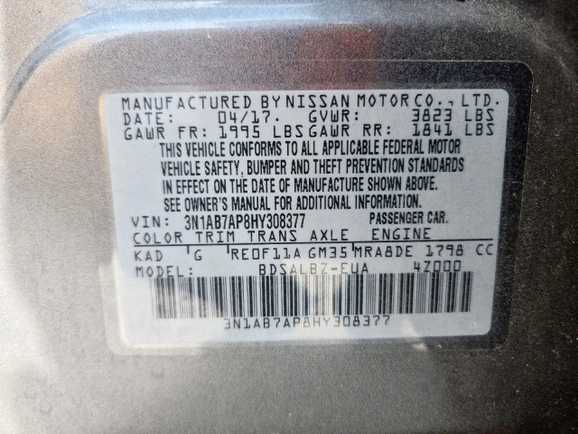 MANUFACTURED BY NISSAN MOTOR CO., LTD.
DATE: 04/17. GVWR: 3823 LBS
GAWR FR: 1995 LBS GAWR RR: 1841 LBS
THIS VEHICLE CONFORMS TO ALL APPLICABLE FEDERAL MOTOR
VEHICLE SAFETY, BUMPER AND THEFT PREVENTION STANDARDS
IN EFFECT ON THE DATE OF MANUFACTURE SHOWN ABOVE.
SEE OWNER'S MANUAL FOR ADDITIONAL INFORMATION.
VIN: 3N1AB7AP8HY308377 PASSENGER CAR.
COLOR TRIM TRANS AXLE ENGINE
KAD G RE0F11A GM35 MRA8DE 1798 CC
MODEL: BDSALBZ-EUA 4Z000
3N1AB7AP8HY308377